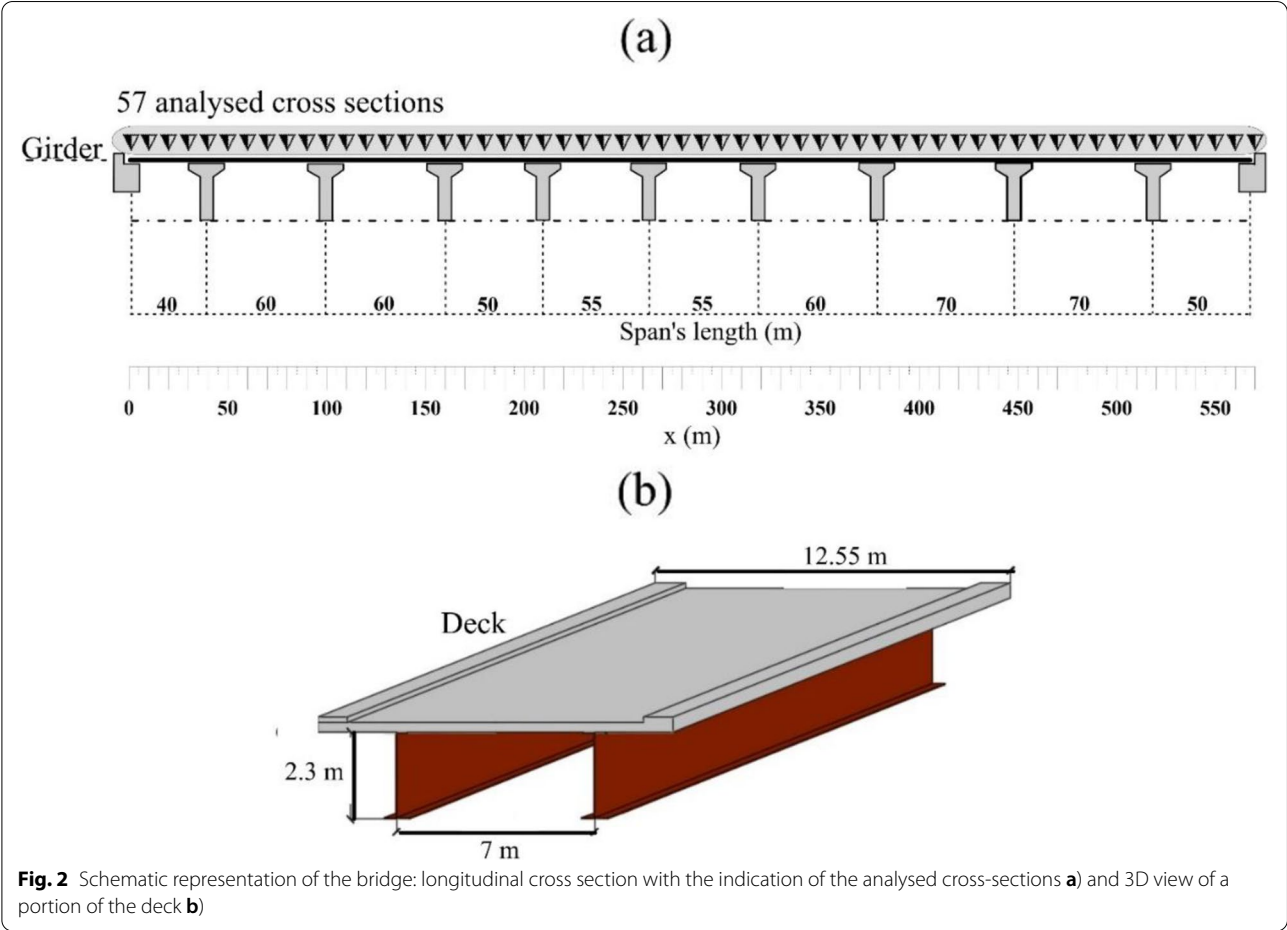 (a)
57 analysed cross sections
Girder
40 60 60 50 55 55 60 70 70 50
Span's length (m)
0 50 100 150 200 250 300 350 400 450 500 550
x (m)
(b)
12.55 m
Deck
2.3 m
7 m
Fig. 2 Schematic representation of the bridge: longitudinal cross section with the indication of the analysed cross-sections a) and 3D view of a
portion of the deck b)